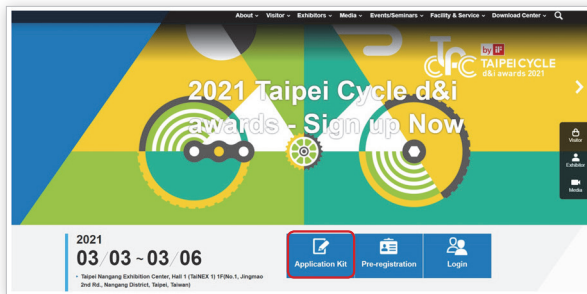 About Visitor Exhibitors Media Events/Seminars Facility & Service Download Center
by iF
TAIPEI CYCLE
d&i awards 2021
2021 Taipei Cycle d&i
awards - Sign up Now
Visitor
Exhibitor
Media
2021
03/03 ~ 03/06
• Taipei Nangang Exhibition Center, Hall 1 (TaiNEX 1) 1F(No.1, Jingmao
2nd Rd., Nangang District, Taipei, Taiwan)
Application Kit Pre-registration Login